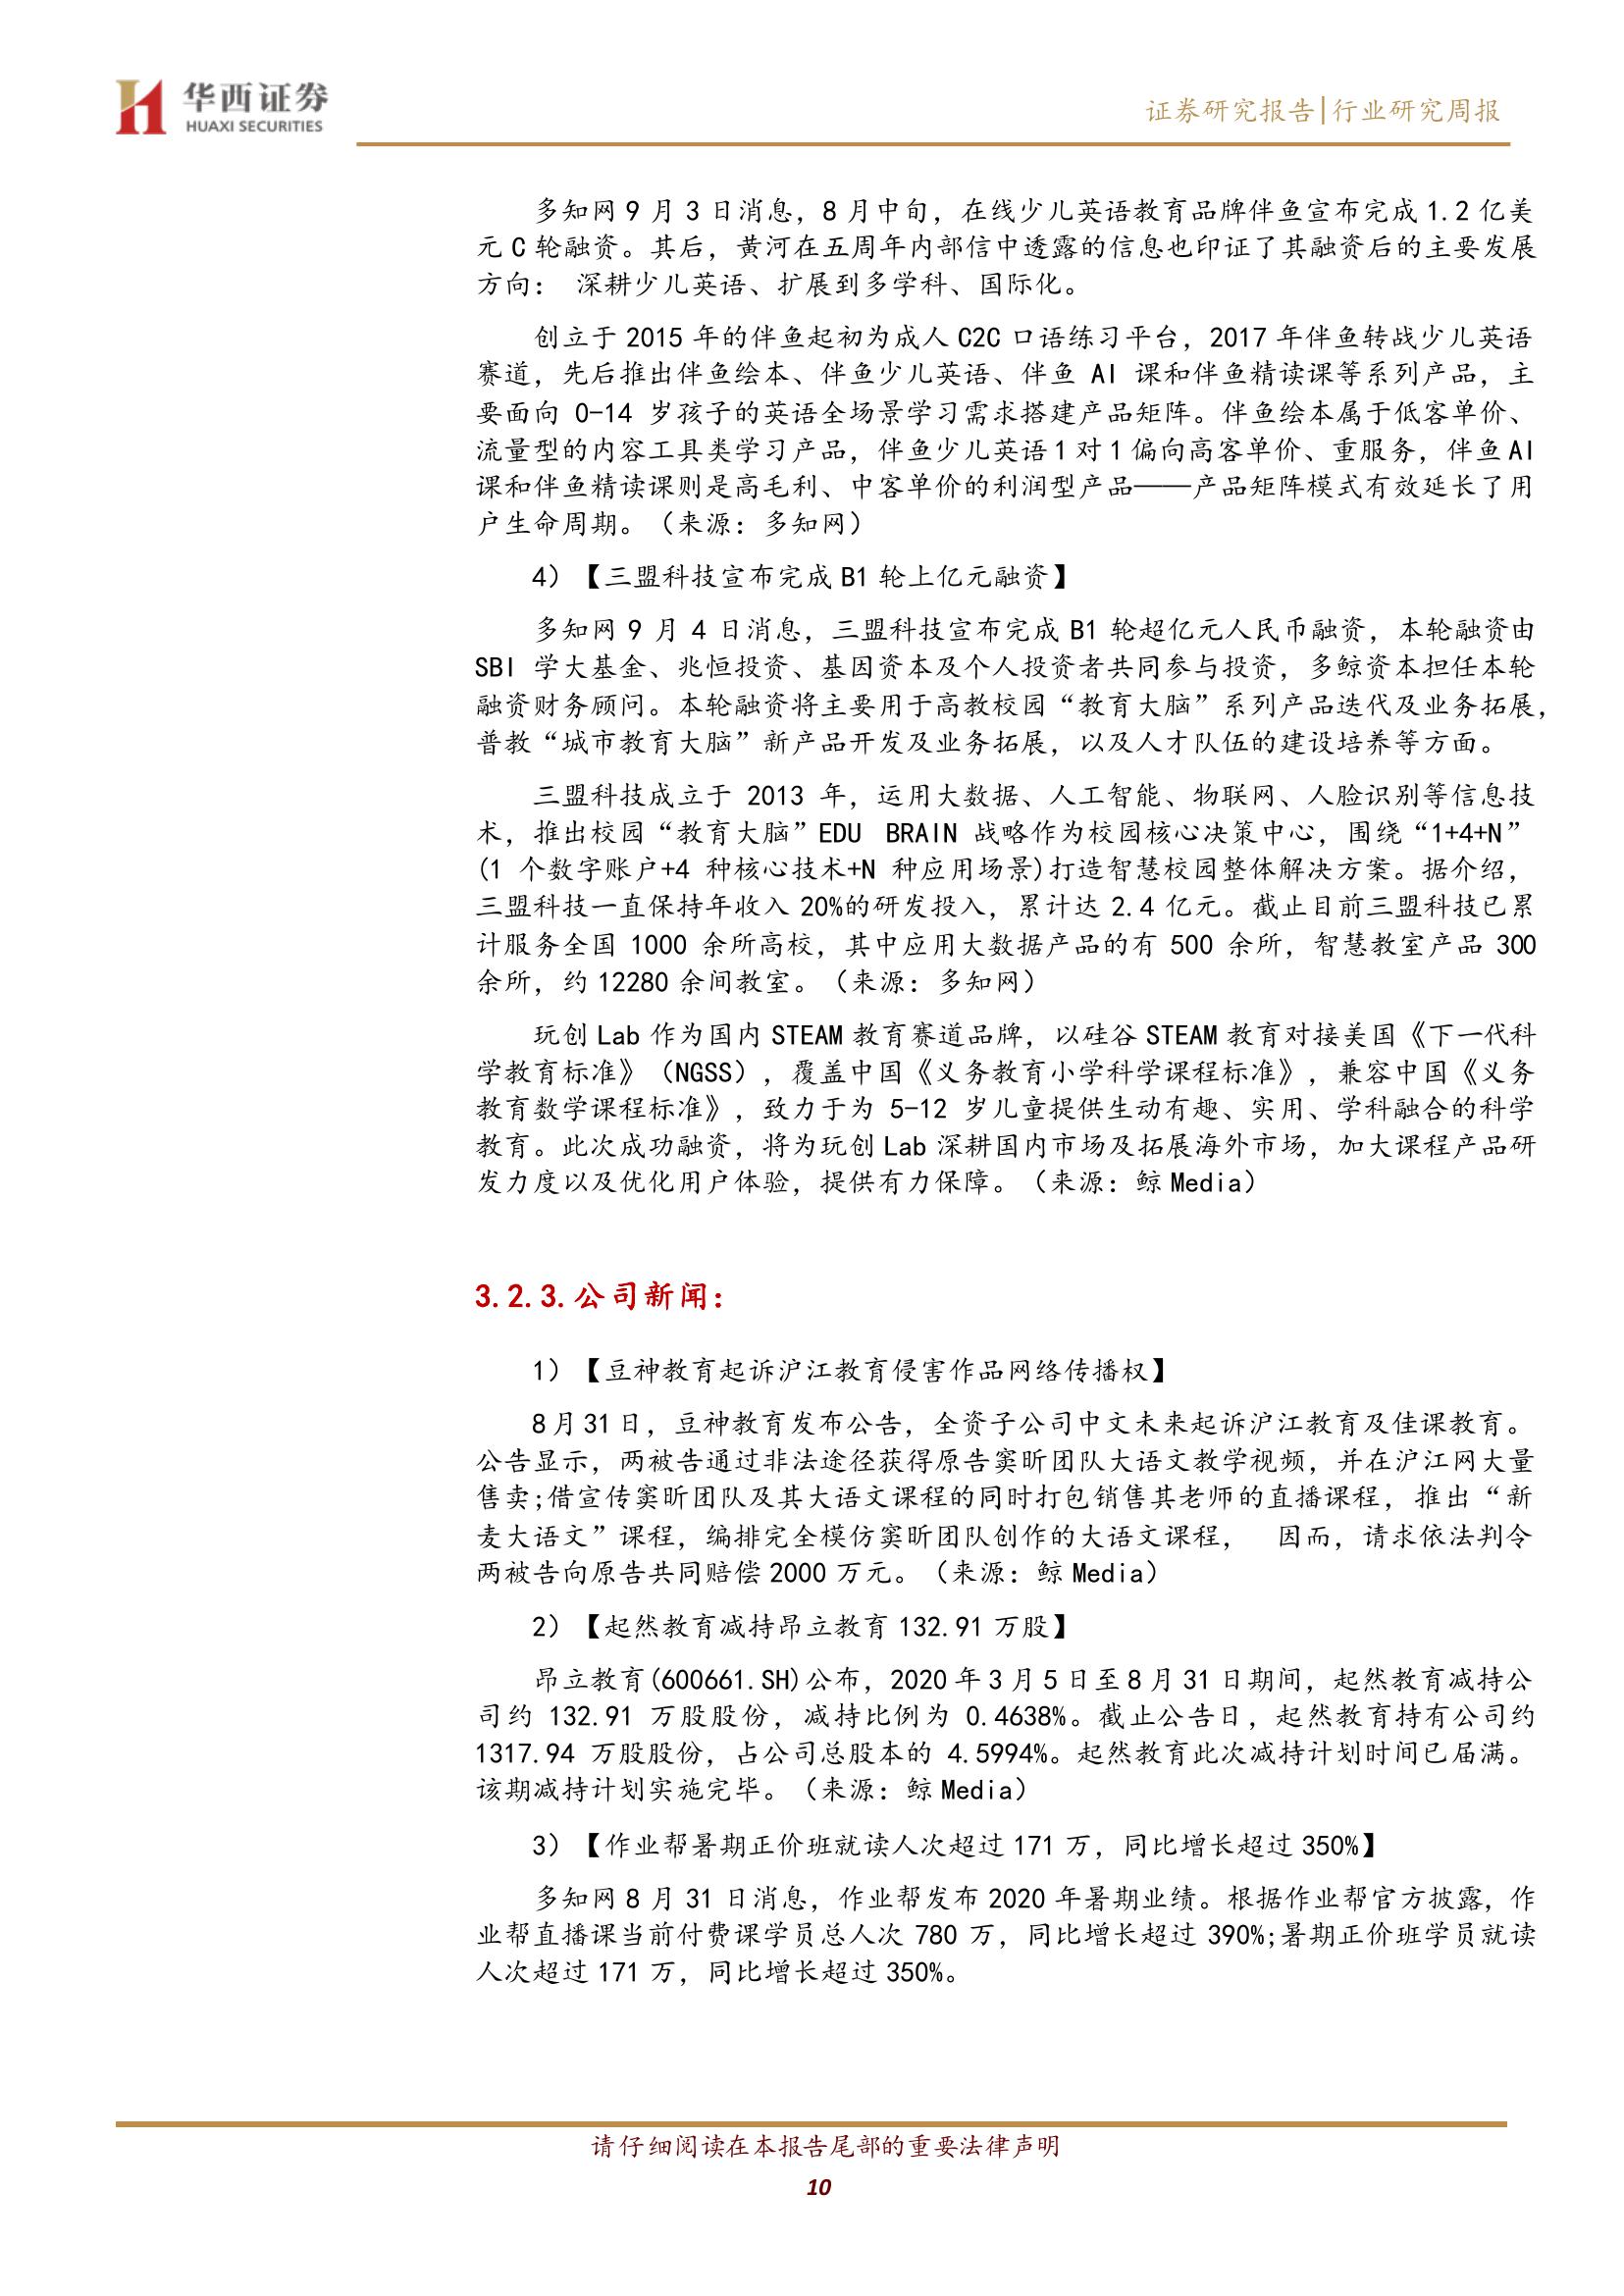 华西证券
HUAXI SECURITIES
证券研究报告|行业研究周报
多知网 9 月 3 日消息，8 月中旬，在线少儿英语教育品牌伴鱼宣布完成 1.2 亿美
元 C 轮融资。其后，黄河在五周年内部信中透露的信息也印证了其融资后的主要发展
方向： 深耕少儿英语、扩展到多学科、国际化。
创立于 2015 年的伴鱼起初为成人 C2C 口语练习平台，2017 年伴鱼转战少儿英语
赛道，先后推出伴鱼绘本、伴鱼少儿英语、伴鱼 AI 课和伴鱼精读课等系列产品，主
要面向 0-14 岁孩子的英语全场景学习需求搭建产品矩阵。伴鱼绘本属于低客单价、
流量型的内容工具类学习产品，伴鱼少儿英语 1 对 1 偏向高客单价、重服务，伴鱼 AI
课和伴鱼精读课则是高毛利、中客单价的利润型产品——产品矩阵模式有效延长了用
户生命周期。（来源：多知网）
4）【三盟科技宣布完成 B1 轮上亿元融资】
多知网 9 月 4 日消息，三盟科技宣布完成 B1 轮超亿元人民币融资，本轮融资由
SBI 学大基金、兆恒投资、基因资本及个人投资者共同参与投资，多鲸资本担任本轮
融资财务顾问。本轮融资将主要用于高教校园“教育大脑”系列产品迭代及业务拓展，
普教“城市教育大脑”新产品开发及业务拓展，以及人才队伍的建设培养等方面。
三盟科技成立于 2013 年，运用大数据、人工智能、物联网、人脸识别等信息技
术，推出校园“教育大脑”EDU BRAIN 战略作为校园核心决策中心，围绕“1+4+N”
(1 个数字账户+4 种核心技术+N 种应用场景)打造智慧校园整体解决方案。据介绍，
三盟科技一直保持年收入 20%的研发投入，累计达 2.4 亿元。截止目前三盟科技已累
计服务全国 1000 余所高校，其中应用大数据产品的有 500 余所，智慧教室产品 300
余所，约 12280 余间教室。（来源：多知网）
玩创 Lab 作为国内 STEAM 教育赛道品牌，以硅谷 STEAM 教育对接美国《下一代科
学教育标准》（NGSS），覆盖中国《义务教育小学科学课程标准》，兼容中国《义务
教育数学课程标准》，致力于为 5-12 岁儿童提供生动有趣、实用、学科融合的科学
教育。此次成功融资，将为玩创 Lab 深耕国内市场及拓展海外市场，加大课程产品研
发力度以及优化用户体验，提供有力保障。（来源：鲸 Media）
3.2.3.公司新闻：
1）【豆神教育起诉沪江教育侵害作品网络传播权】
8 月 31 日，豆神教育发布公告，全资子公司中文未来起诉沪江教育及佳课教育。
公告显示，两被告通过非法途径获得原告窦昕团队大语文教学视频，并在沪江网大量
售卖;借宣传窦昕团队及其大语文课程的同时打包销售其老师的直播课程，推出“新
麦大语文”课程，编排完全模仿窦昕团队创作的大语文课程， 因而，请求依法判令
两被告向原告共同赔偿 2000 万元。（来源：鲸 Media）
2）【起然教育减持昂立教育 132.91 万股】
昂立教育(600661.SH)公布，2020 年 3 月 5 日至 8 月 31 日期间，起然教育减持公
司约 132.91 万股股份，减持比例为 0.4638%。截止公告日，起然教育持有公司约
1317.94 万股股份，占公司总股本的 4.5994%。起然教育此次减持计划时间已届满。
该期减持计划实施完毕。（来源：鲸 Media）
3）【作业帮暑期正价班就读人次超过 171 万，同比增长超过 350%】
多知网 8 月 31 日消息，作业帮发布 2020 年暑期业绩。根据作业帮官方披露，作
业帮直播课当前付费课学员总人次 780 万，同比增长超过 390%;暑期正价班学员就读
人次超过 171 万，同比增长超过 350%。
请仔细阅读在本报告尾部的重要法律声明
10